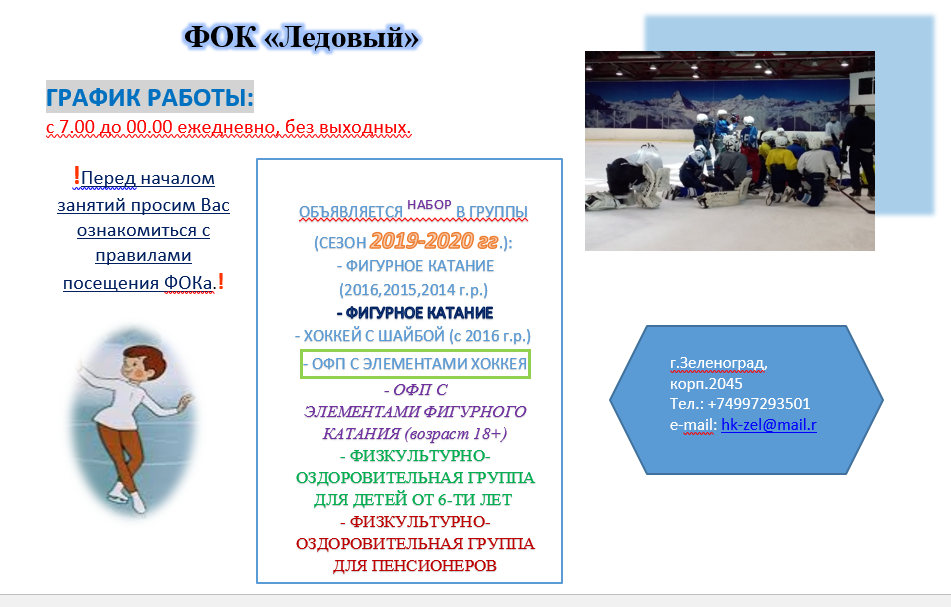 ФОК «Ледовый»
ГРАФИК РАБОТЫ:
с 7.00 до 00.00 ежедневно, без выходных.
!Перед началом
занятий просим Вас
ознакомиться с
правилами
посещения ФОКа.!
ОБЪЯВЛЯЕТСЯ НАБОР В ГРУППЫ
(СЕЗОН 2019-2020 гг.):
- ФИГУРНОЕ КАТАНИЕ
(2016,2015,2014 г.р.)
- ФИГУРНОЕ КАТАНИЕ
- ХОККЕЙ С ШАЙБОЙ (с 2016 г.р.)
- ОФП С ЭЛЕМЕНТАМИ ХОККЕЯ
- ОФП С
ЭЛЕМЕНТАМИ ФИГУРНОГО
КАТАНИЯ (возраст 18+)
- ФИЗКУЛЬТУРНО-
ОЗДОРОВИТЕЛЬНАЯ ГРУППА
ДЛЯ ДЕТЕЙ ОТ 6-ТИ ЛЕТ
- ФИЗКУЛЬТУРНО-
ОЗДОРОВИТЕЛЬНАЯ ГРУППА
ДЛЯ ПЕНСИОНЕРОВ
г.Зеленоград,
корп.2045
Тел.: +74997293501
e-mail: hk-zel@mail.r